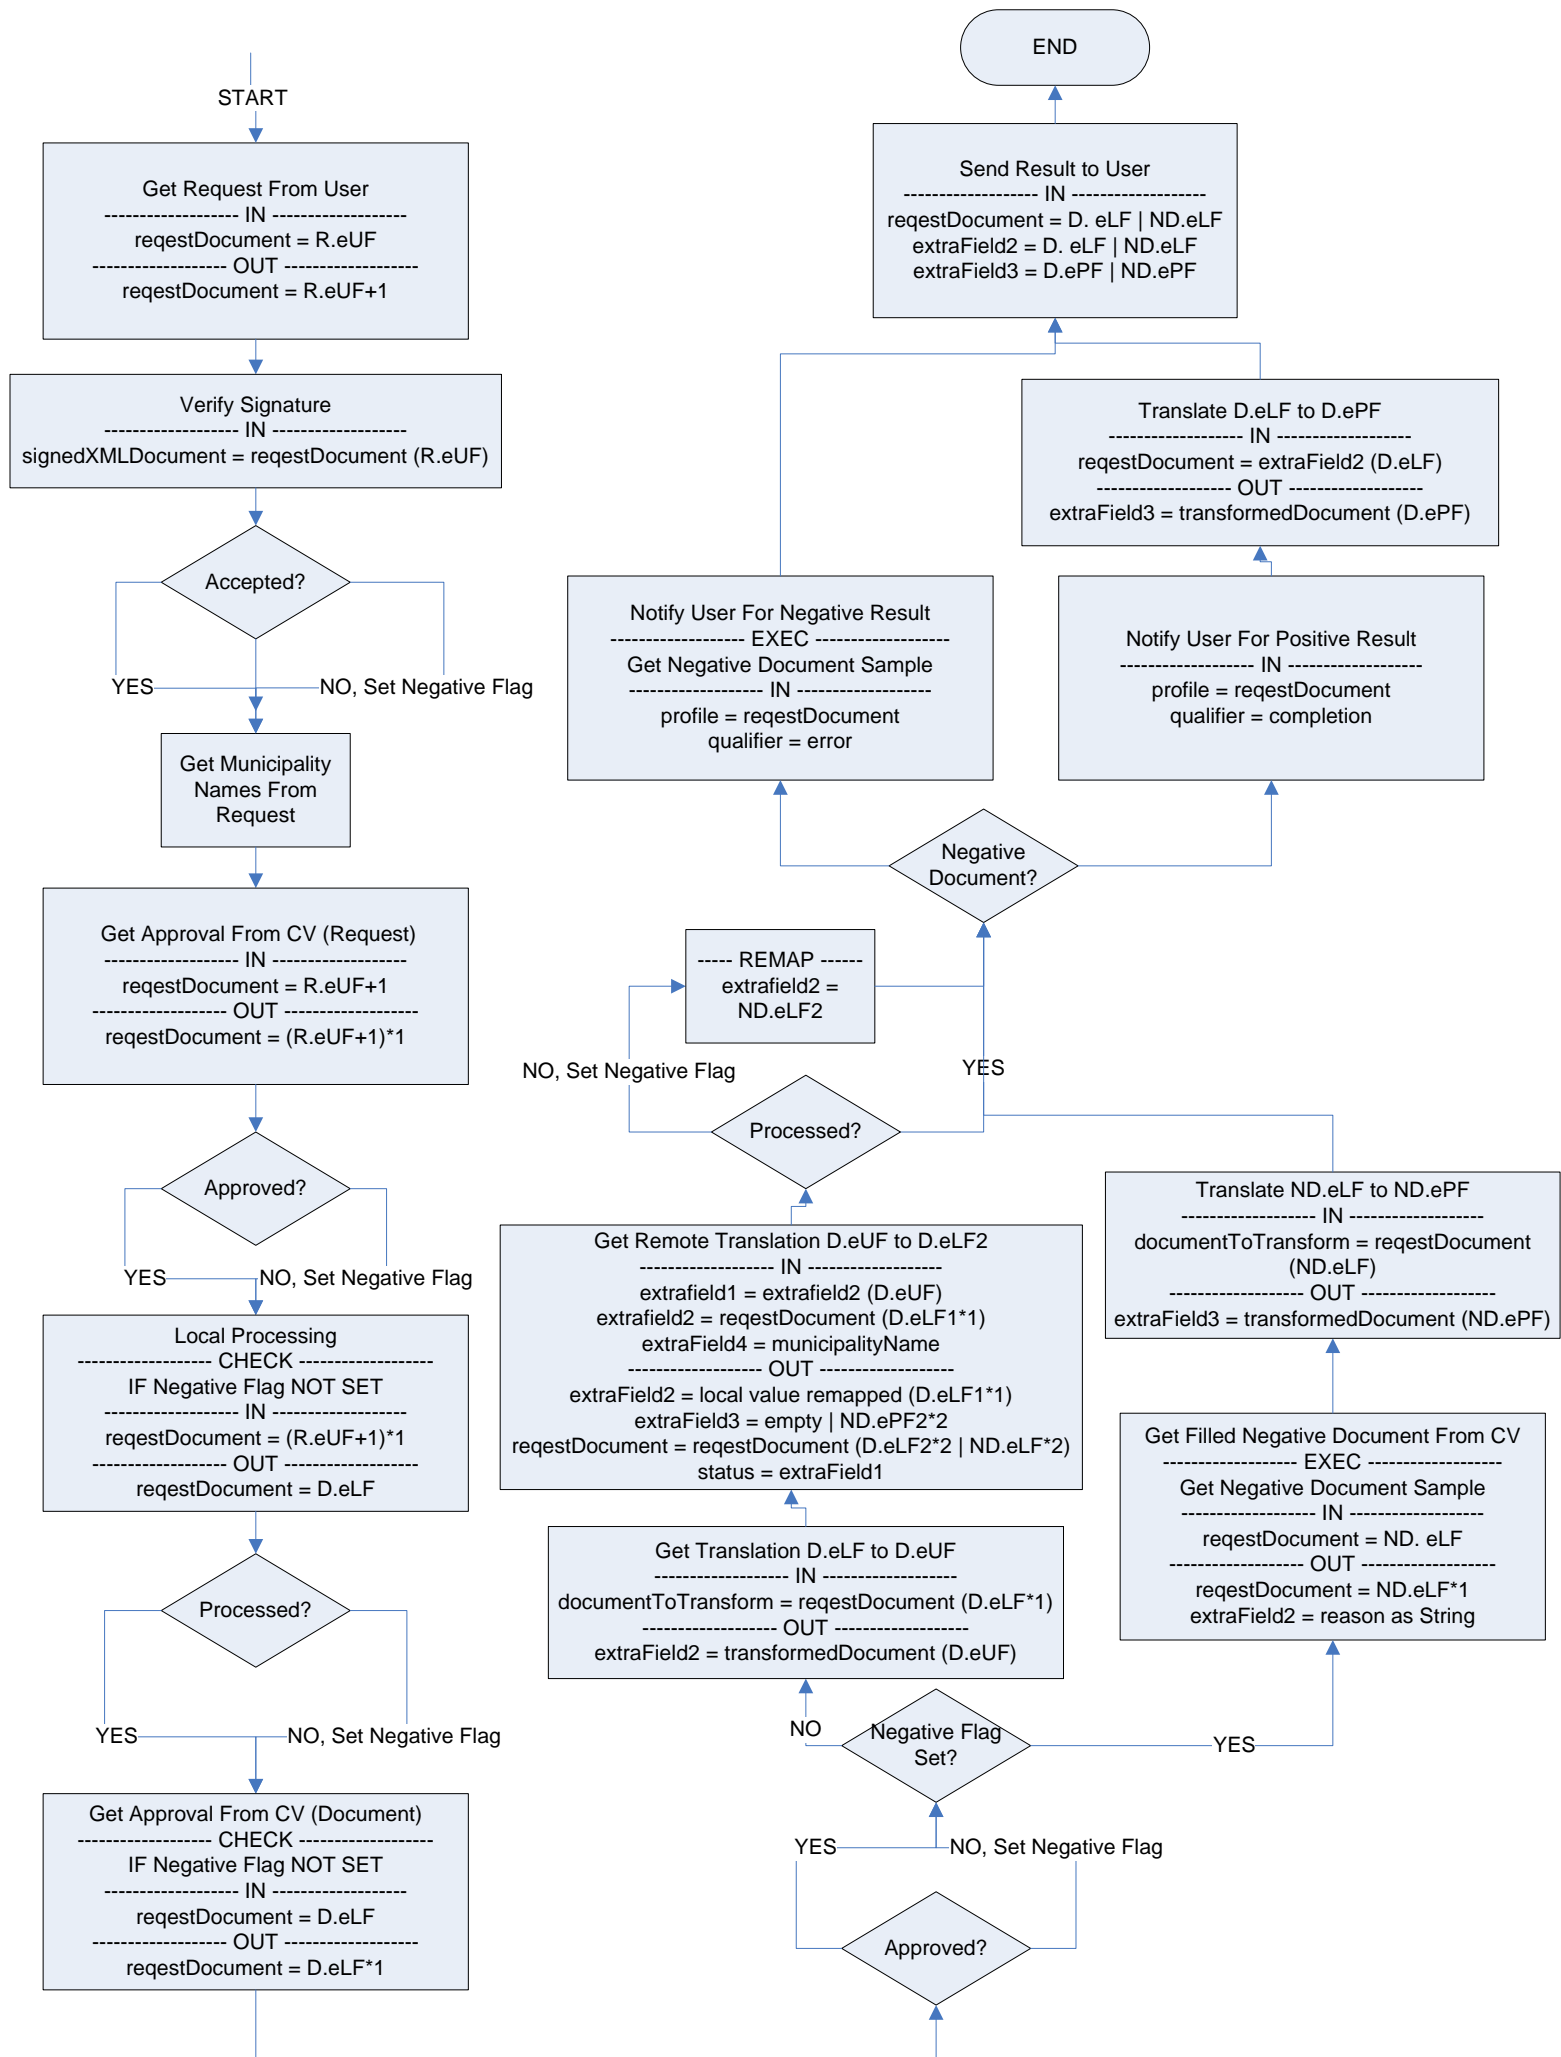 START
Get Request From User
------------------- IN -------------------
reqestDocument = R.eUF
------------------- OUT -------------------
reqestDocument = R.eUF+1
Verify Signature
------------------- IN -------------------
signedXMLDocument = reqestDocument (R.eUF)
Accepted?
YES
NO, Set Negative Flag
Get Municipality
Names From
Request
Get Approval From CV (Request)
------------------- IN -------------------
reqestDocument = R.eUF+1
------------------- OUT -------------------
reqestDocument = (R.eUF+1)*1
Approved?
YES
NO, Set Negative Flag
Local Processing
------------------- CHECK -------------------
IF Negative Flag NOT SET
------------------- IN -------------------
reqestDocument = (R.eUF+1)*1
------------------- OUT -------------------
reqestDocument = D.eLF
Processed?
YES
NO, Set Negative Flag
Get Approval From CV (Document)
------------------- CHECK -------------------
IF Negative Flag NOT SET
------------------- IN -------------------
reqestDocument = D.eLF
------------------- OUT -------------------
reqestDocument = D.eLF*1
Approved?
YES
NO, Set Negative Flag
Negative Flag
Set?
NO
YES
Get Translation D.eLF to D.eUF
------------------- IN -------------------
documentToTransform = reqestDocument (D.eLF*1)
------------------- OUT -------------------
extraField2 = transformedDocument (D.eUF)
Get Remote Translation D.eUF to D.eLF2
------------------- IN -------------------
extrafield1 = extrafield2 (D.eUF)
extrafield2 = reqestDocument (D.eLF1*1)
extraField4 = municipalityName
------------------- OUT -------------------
extraField2 = local value remapped (D.eLF1*1)
extraField3 = empty | ND.ePF2*2
reqestDocument = reqestDocument (D.eLF2*2 | ND.eLF*2)
status = extraField1
Processed?
NO, Set Negative Flag
YES
----- REMAP ------
extrafield2 =
ND.eLF2
Get Filled Negative Document From CV
------------------- EXEC -------------------
Get Negative Document Sample
------------------- IN -------------------
reqestDocument = ND. eLF
------------------- OUT -------------------
reqestDocument = ND.eLF*1
extraField2 = reason as String
Translate ND.eLF to ND.ePF
------------------- IN -------------------
documentToTransform = reqestDocument
(ND.eLF)
------------------- OUT -------------------
extraField3 = transformedDocument (ND.ePF)
Negative
Document?
Notify User For Negative Result
------------------- EXEC -------------------
Get Negative Document Sample
------------------- IN -------------------
profile = reqestDocument
qualifier = error
Notify User For Positive Result
------------------- IN -------------------
profile = reqestDocument
qualifier = completion
Translate D.eLF to D.ePF
------------------- IN -------------------
reqestDocument = extraField2 (D.eLF)
------------------- OUT -------------------
extraField3 = transformedDocument (D.ePF)
Send Result to User
------------------- IN -------------------
reqestDocument = D. eLF | ND.eLF
extraField2 = D. eLF | ND.eLF
extraField3 = D.ePF | ND.ePF
END